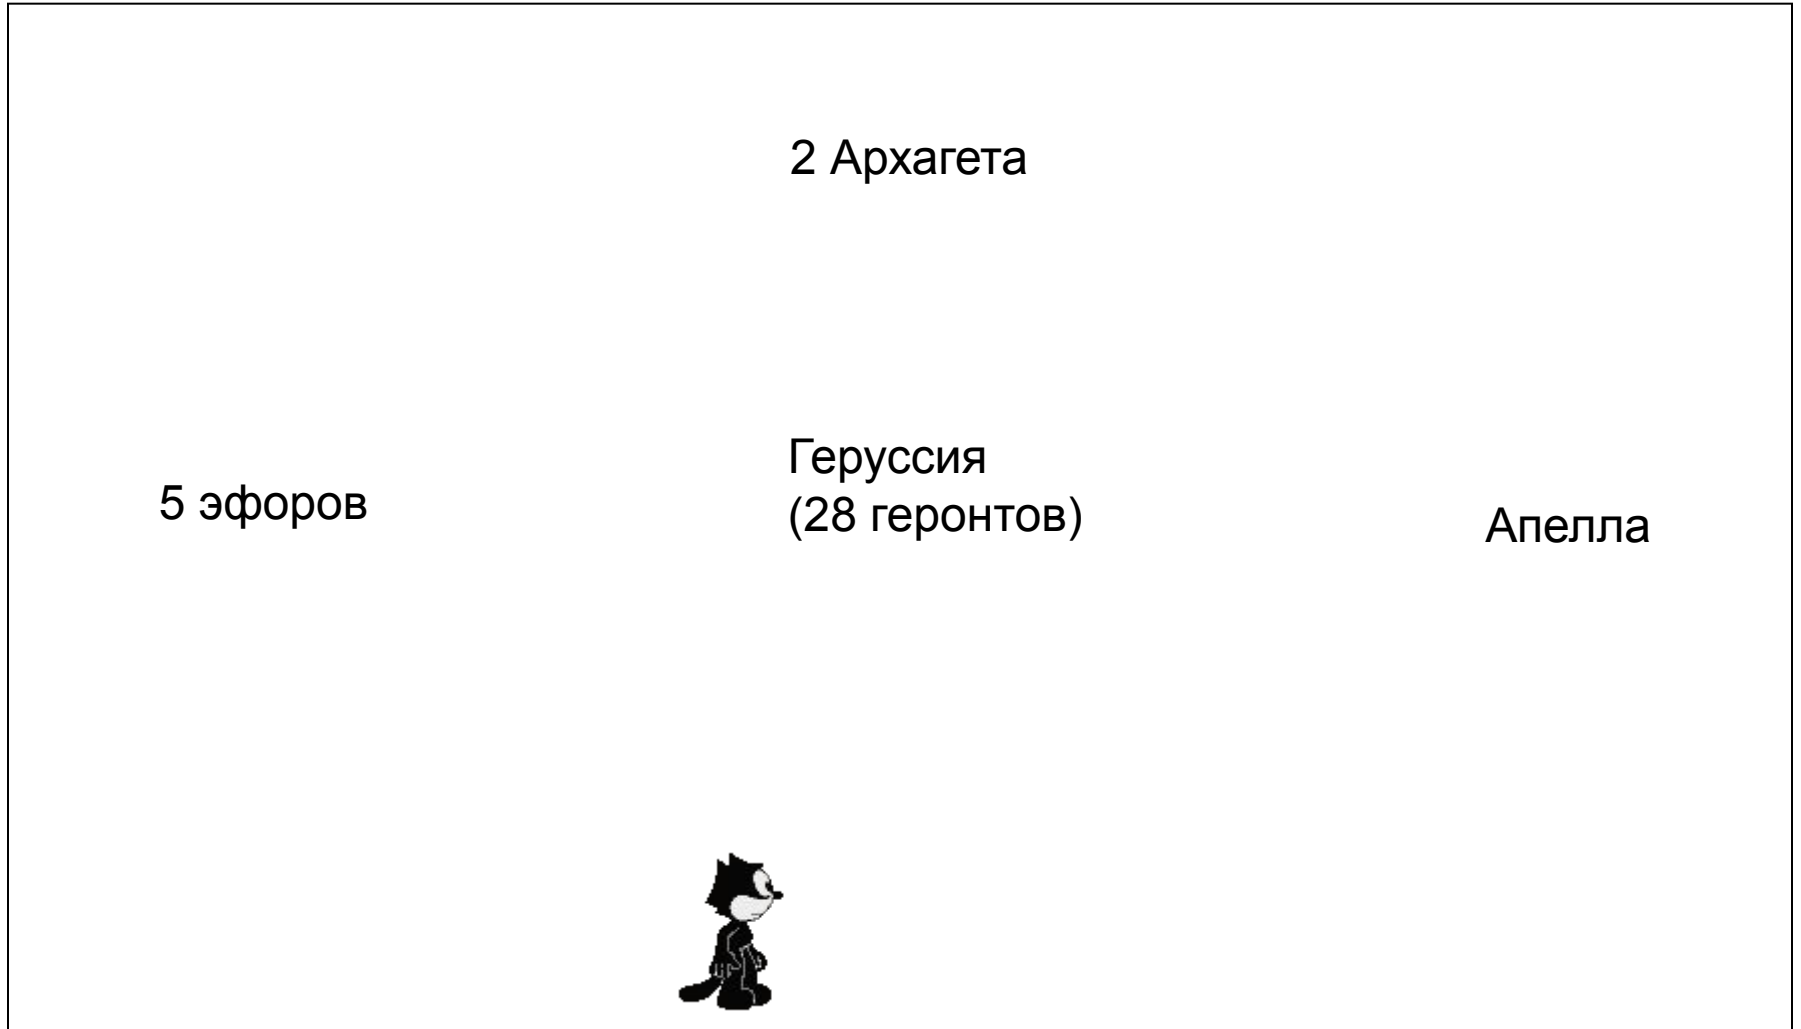 2 Архагета
Геруссия
(28 геронтов)
5 эфоров
Апелла